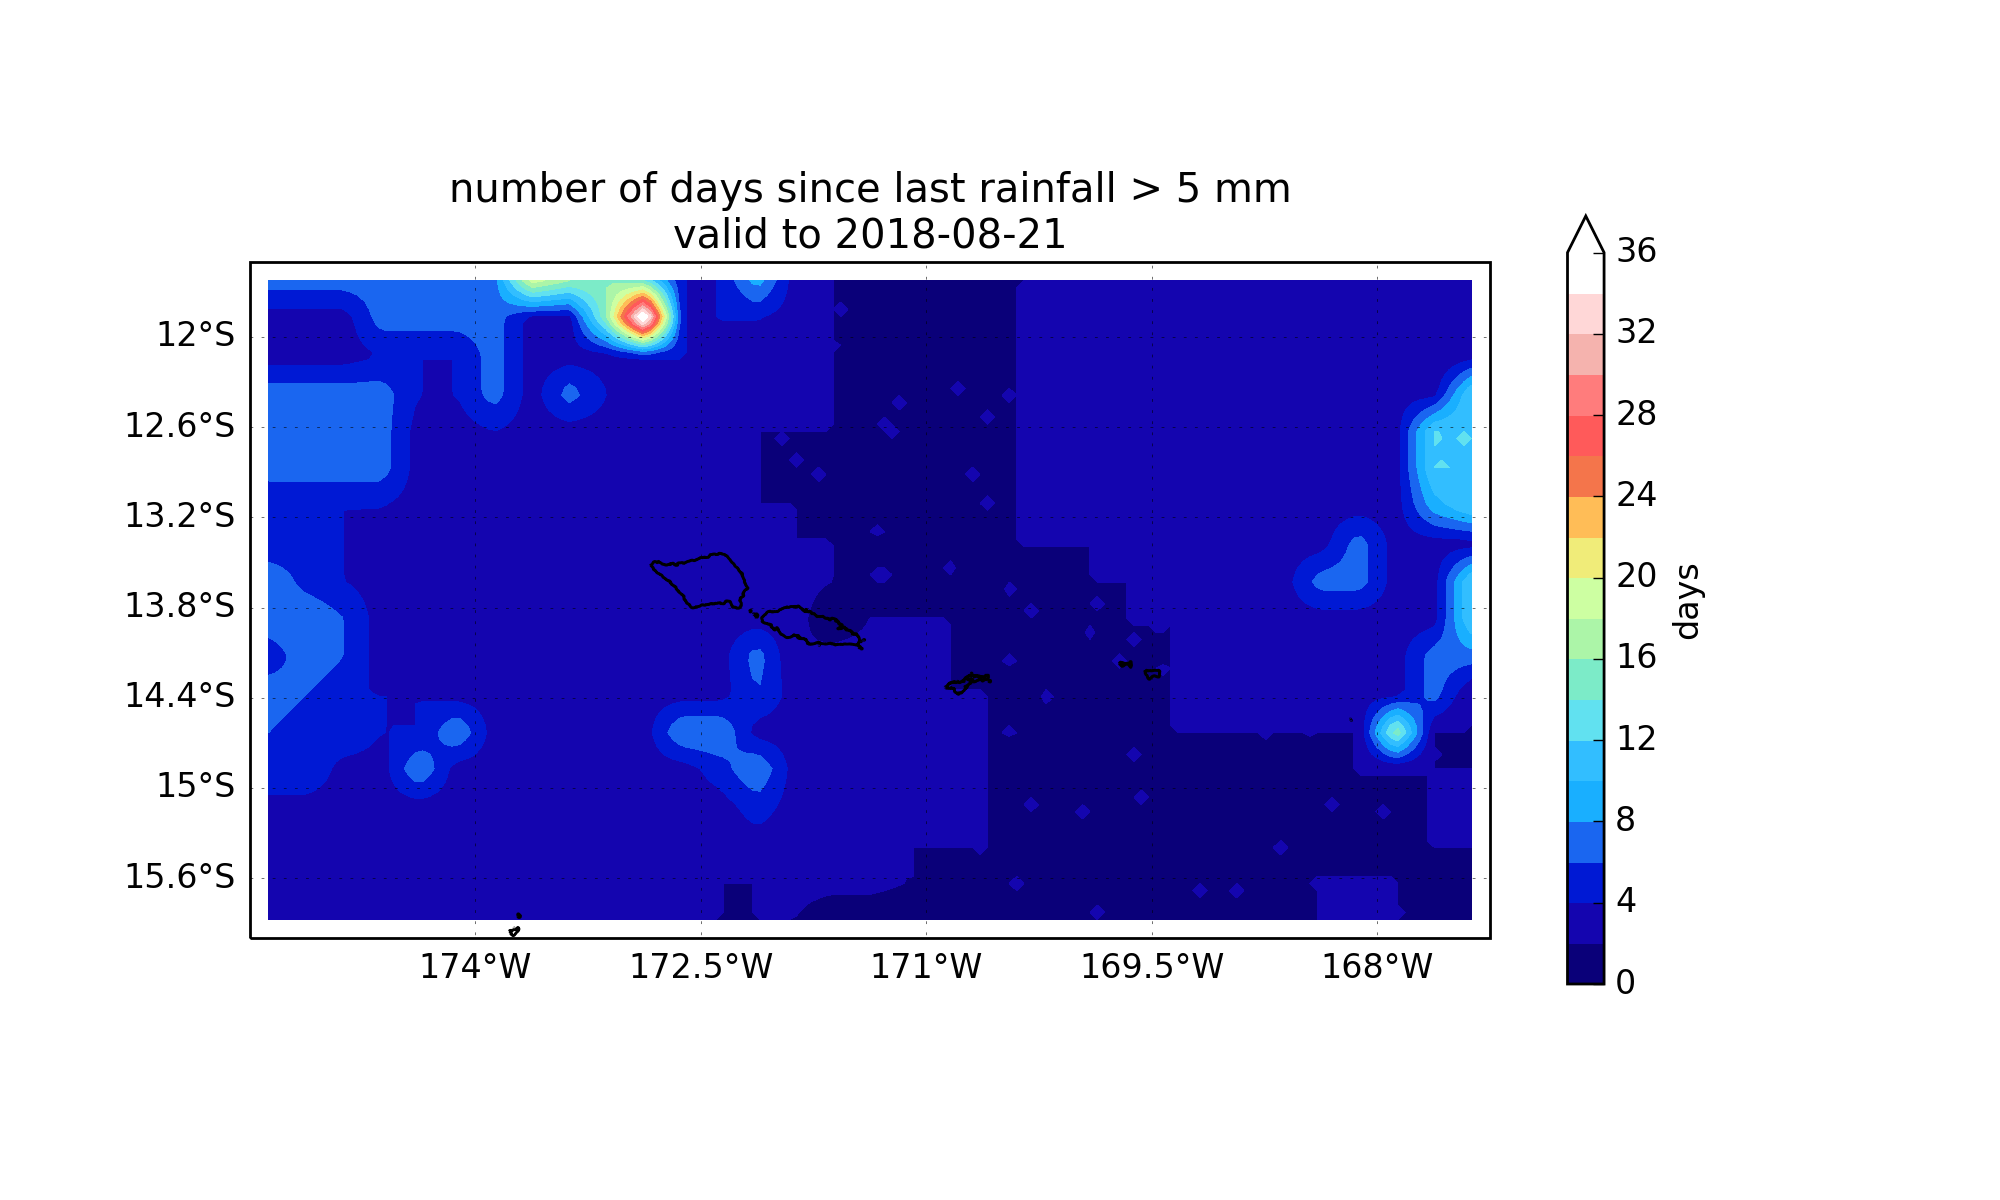 number of days since last rainfall > 5 mm
valid to 2018-08-21
12°S
12.6°S
13.2°S
13.8°S
14.4°S
15°S
15.6°S
174°W
172.5°W
171°W
169.5°W
168°W
36
32
28
24
20
16
12
8
4
0
days